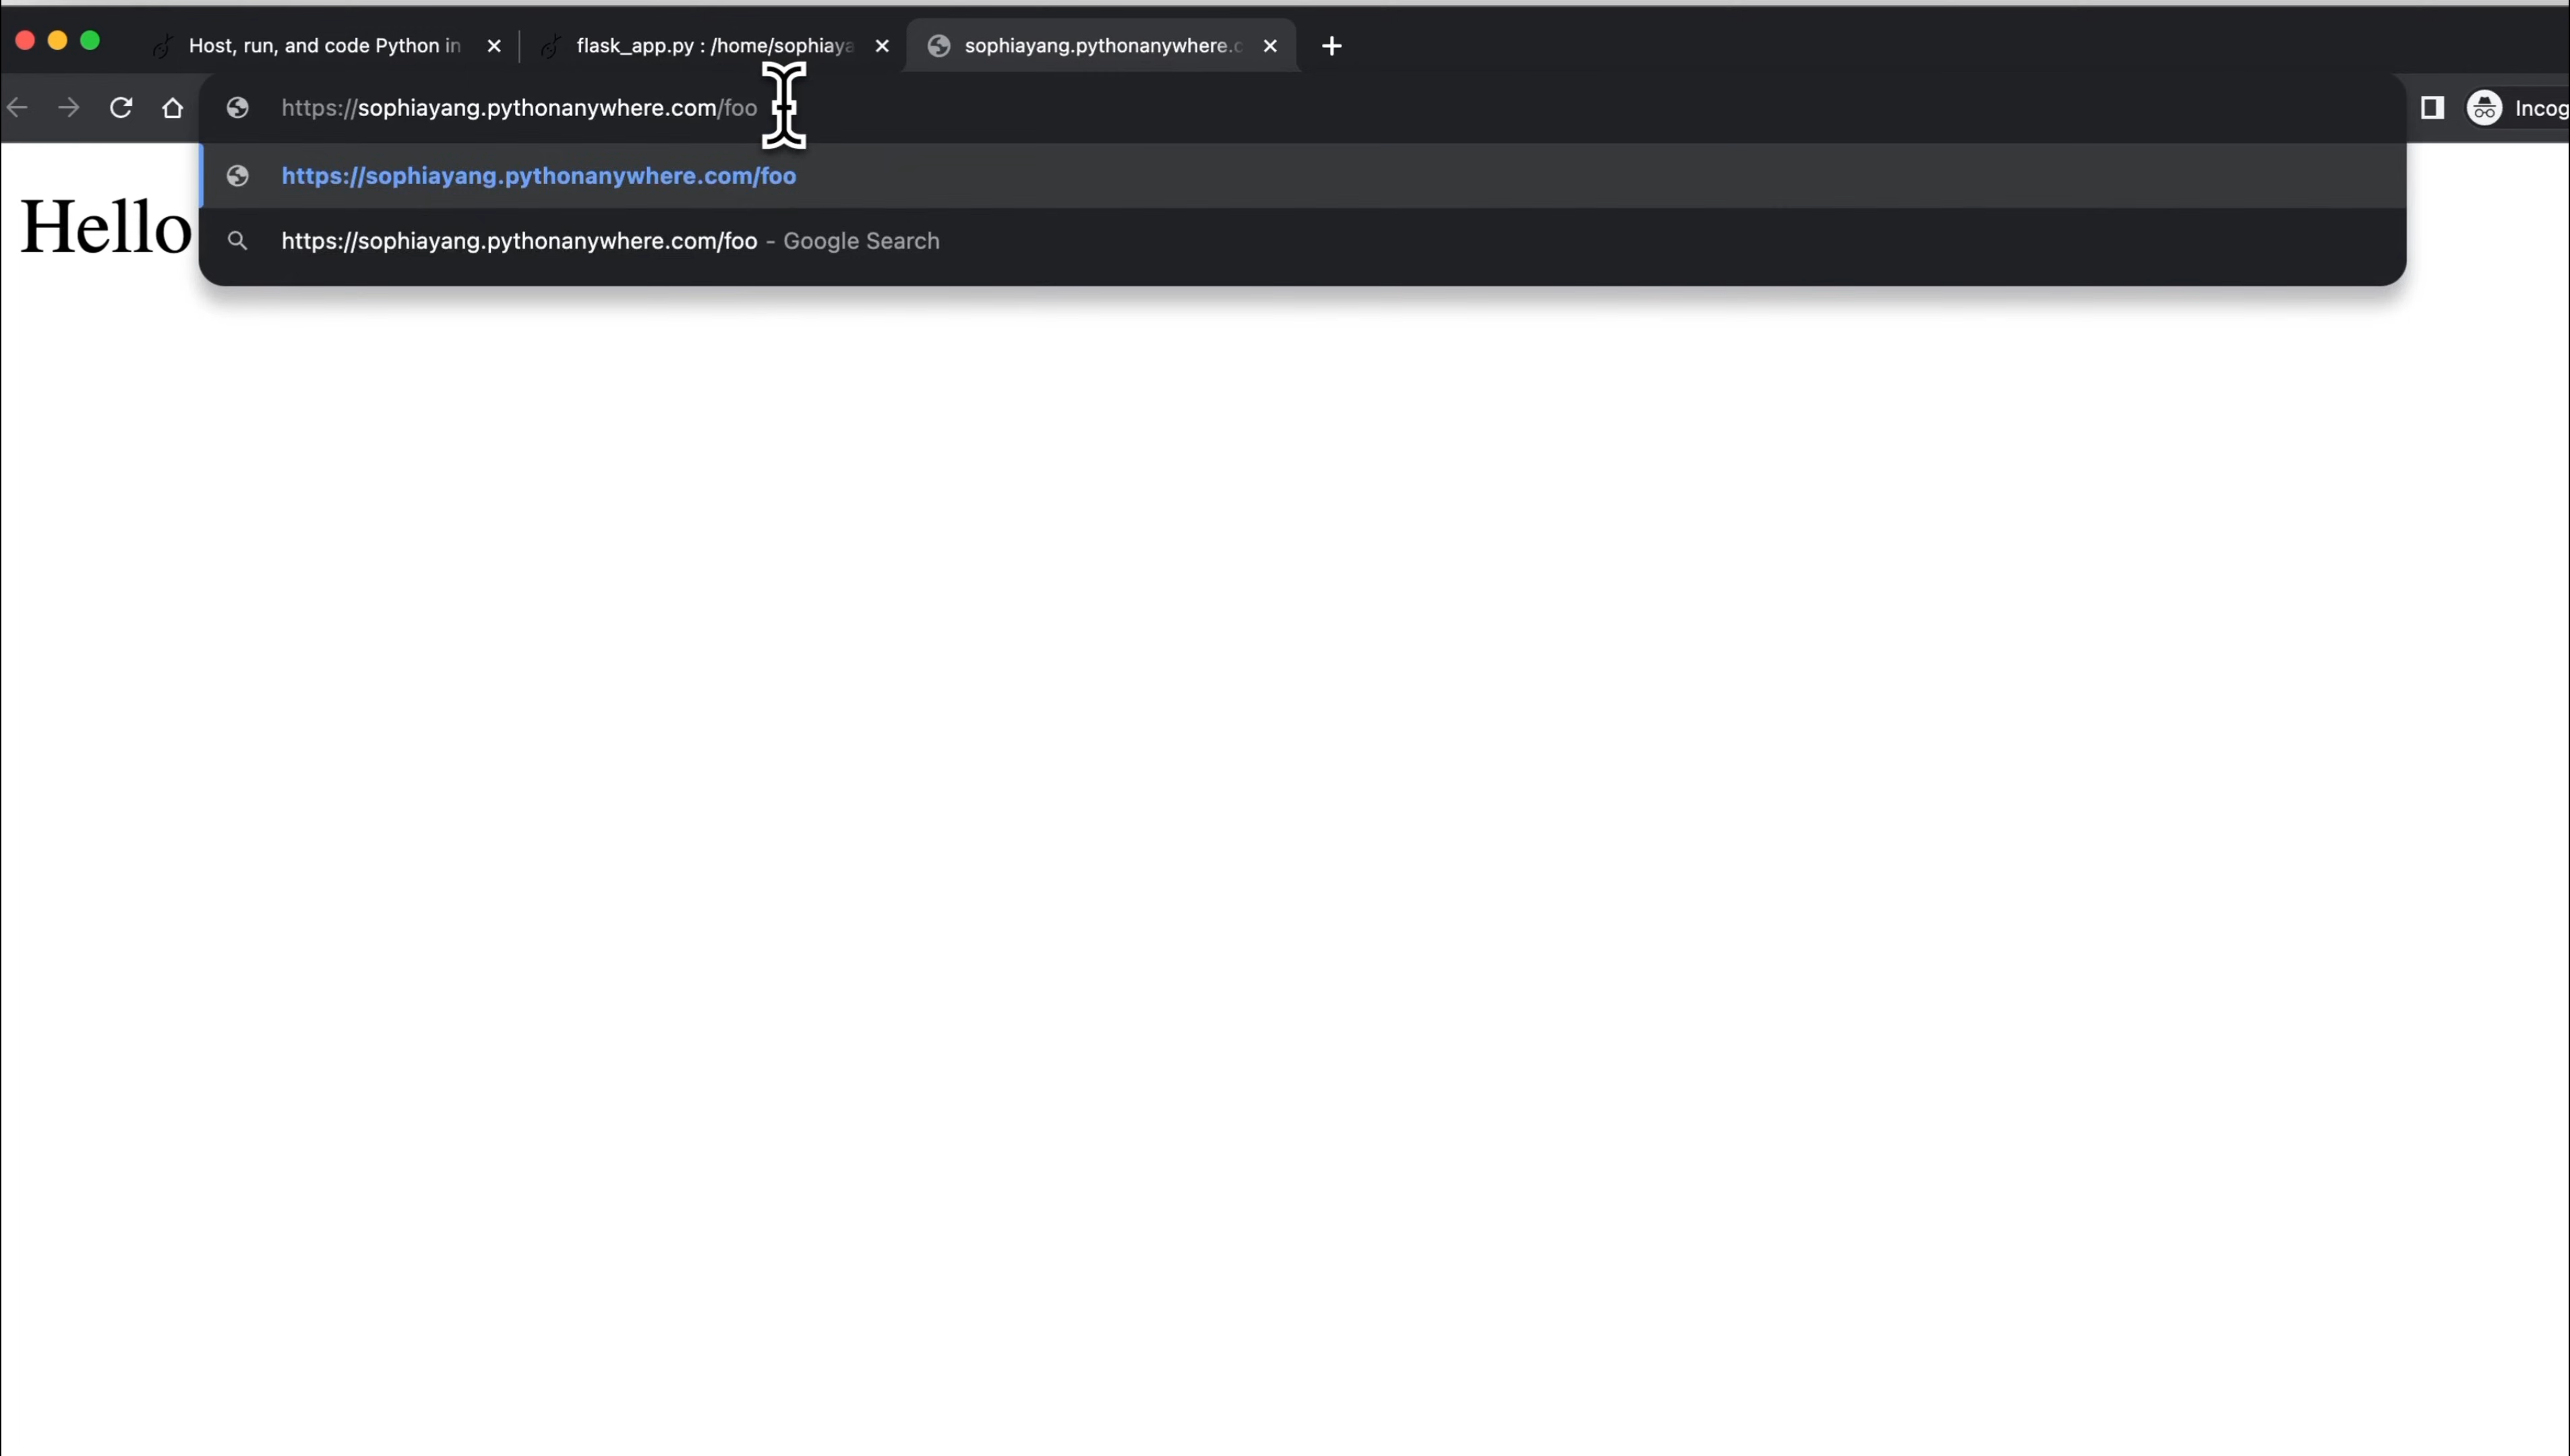 Host, run, and code Python in
flask_app.py : /home/sophiaya
sophiayang.pythonanywhere.c
https://sophiayang.pythonanywhere.com/foo
Incog
https://sophiayang.pythonanywhere.com/foo
https://sophiayang.pythonanywhere.com/foo - Google Search
Hello